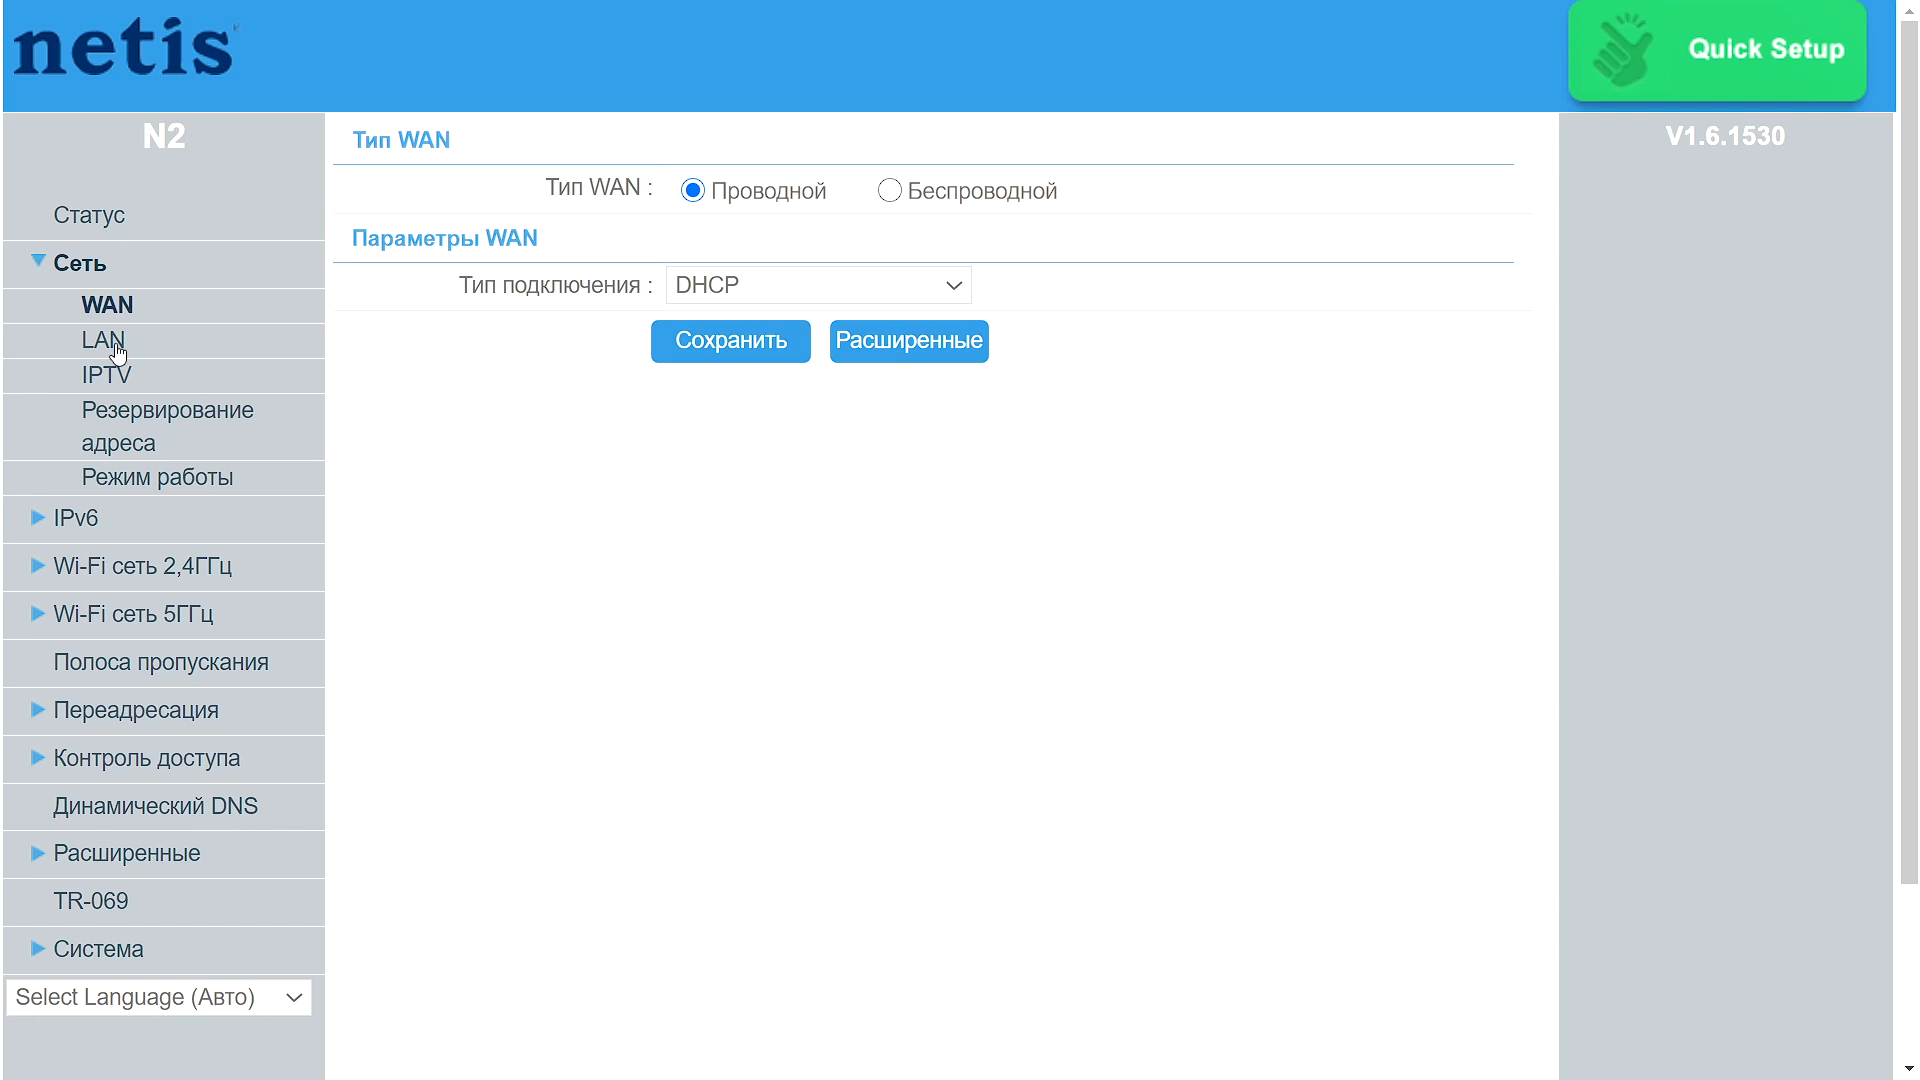 netis
Quick Setup
N2
V1.6.1530
Статус
Сеть
WAN
LAN
IPTV
Резервирование
адреса
Режим работы
IPv6
Wi-Fi сеть 2,4ГГц
Wi-Fi сеть 5ГГц
Полоса пропускания
Переадресация
Контроль доступа
Динамический DNS
Расширенные
TR-069
Система
Select Language (Авто)
Тип WAN
Тип WAN : Проводной Беспроводной
Параметры WAN
Тип подключения : DHCP
Сохранить Расширенные